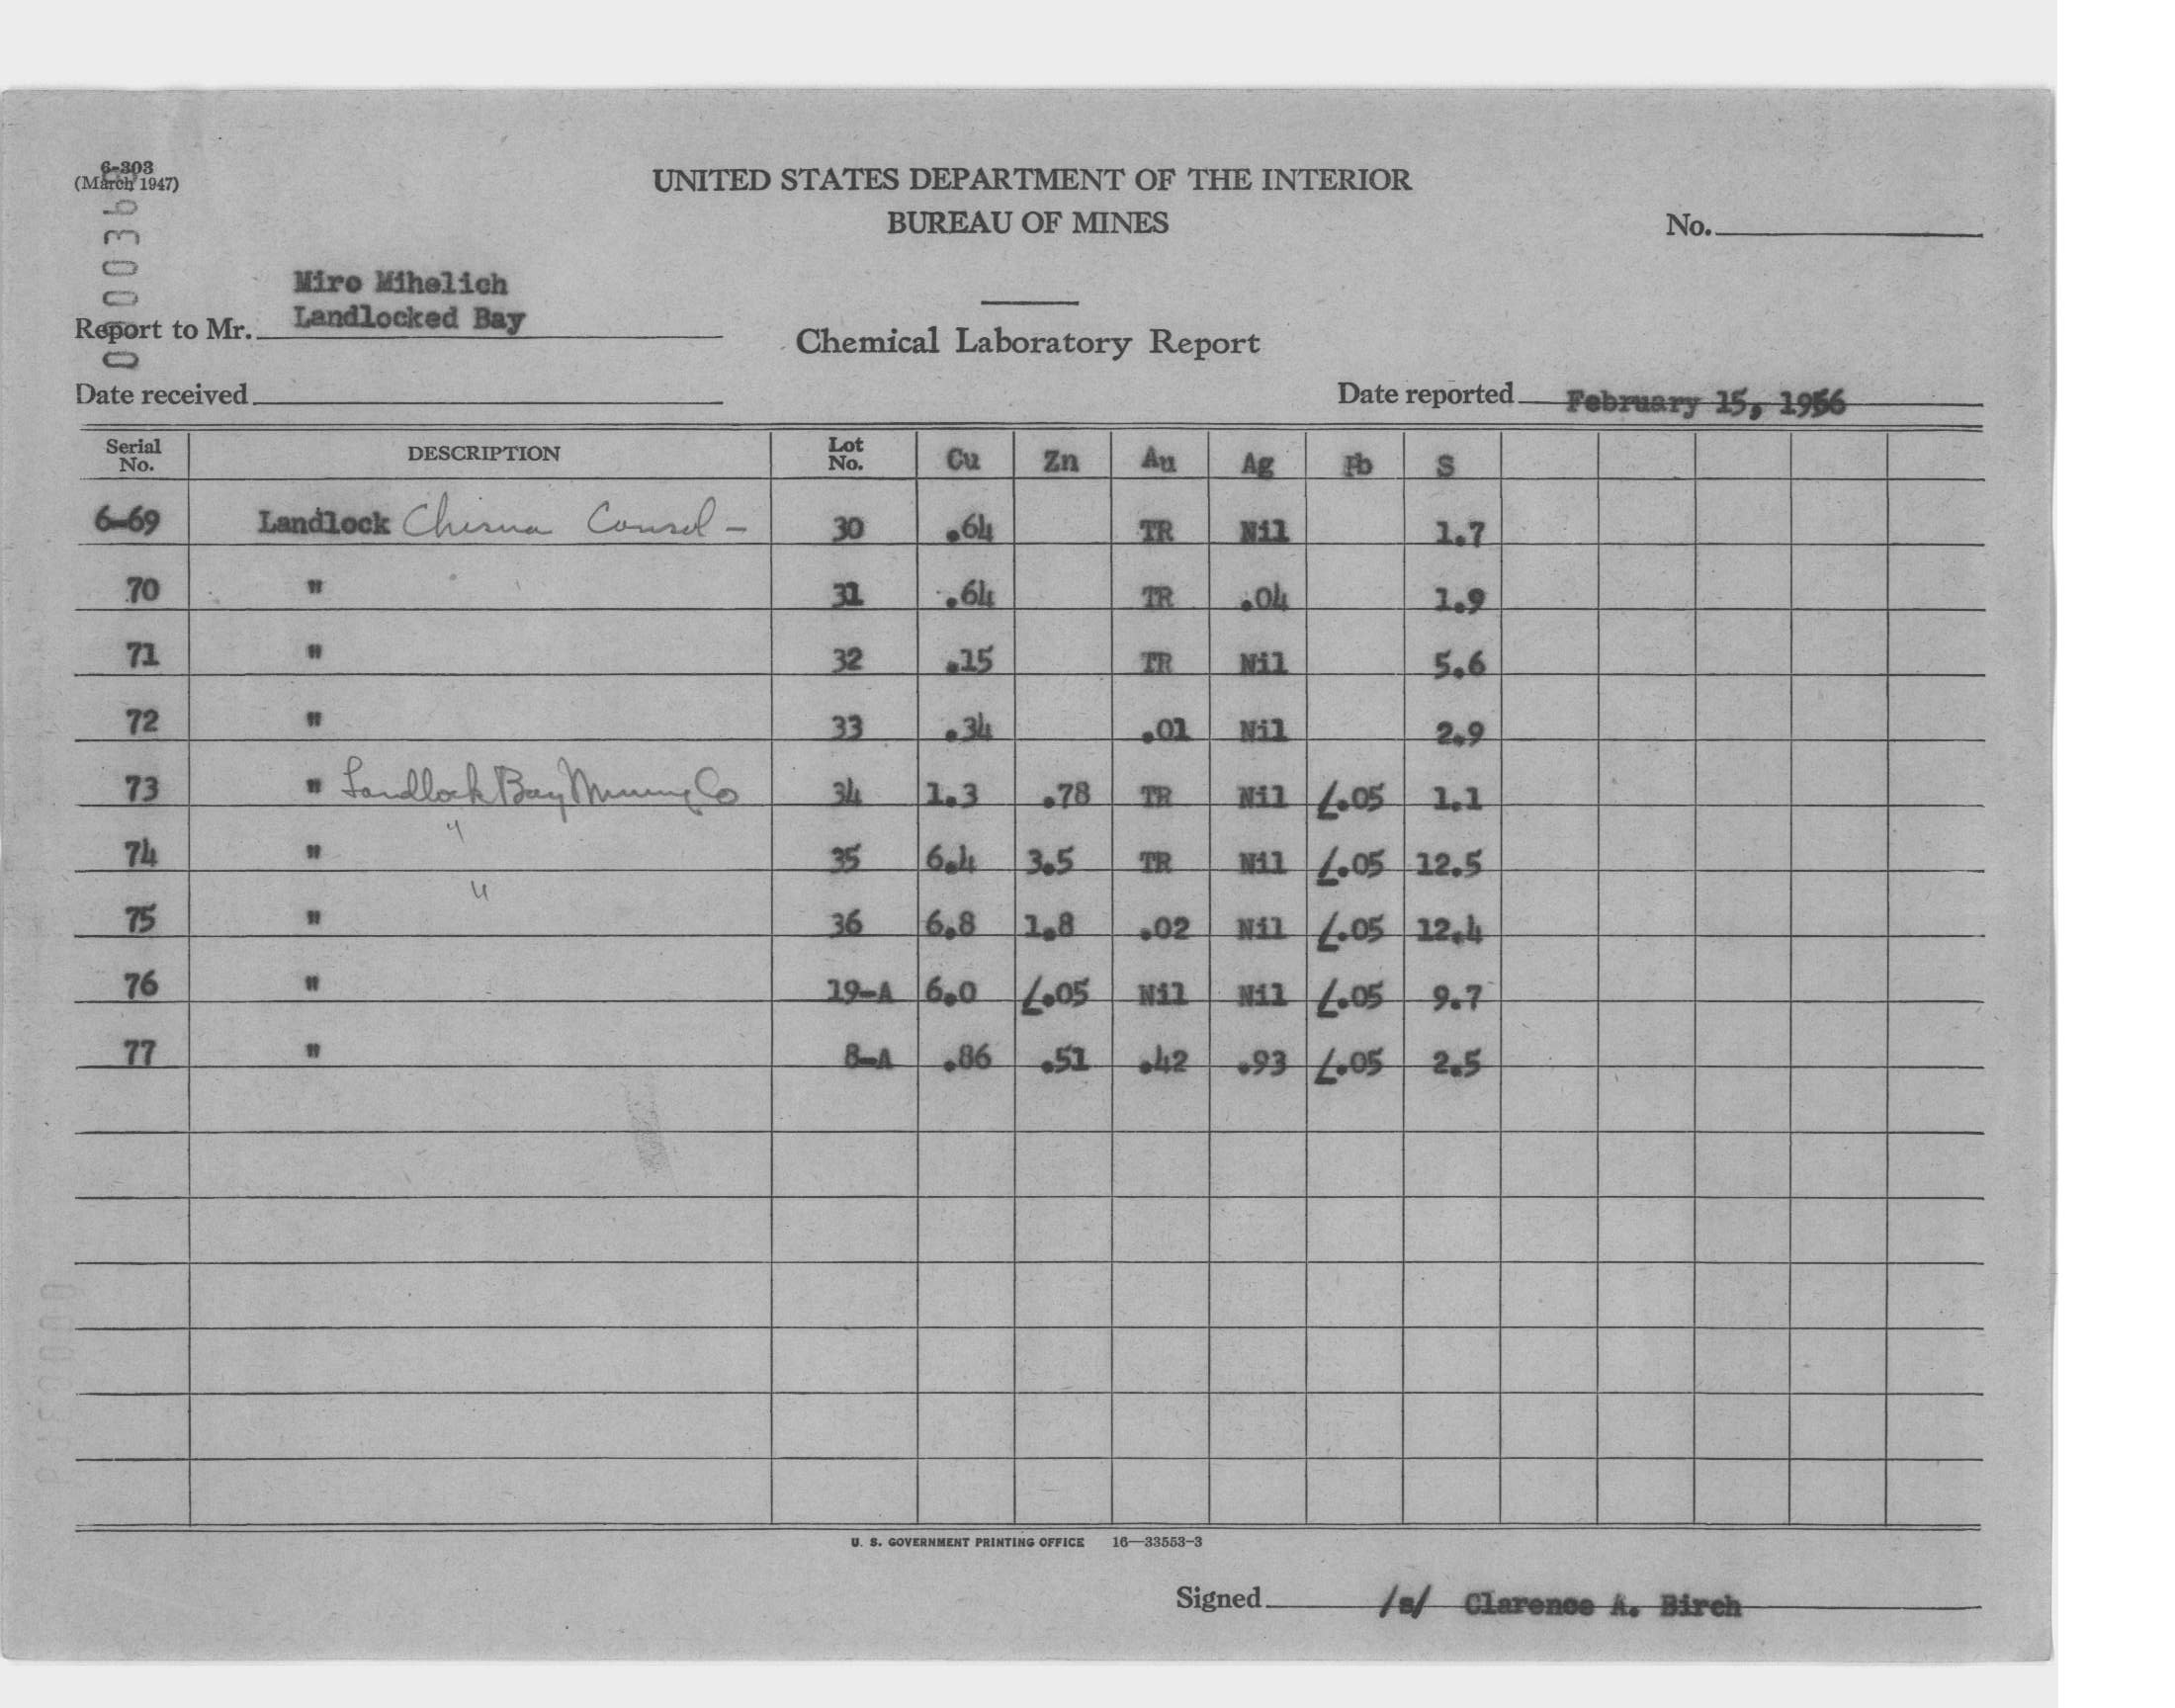 6-303
(March 1947)
UNITED STATES DEPARTMENT OF THE INTERIOR
BUREAU OF MINES
No.
Miro Mihelich
Report to Mr. Landlocked Bay
Chemical Laboratory Report
Date received
Date reported February 15, 1956
Serial No. DESCRIPTION Lot No. Cu Zn Au Ag Pb S
6-69 Landlock Chisna Consol - 30 .64 TR Nil 1.7
70 " 31 .64 TR .04 1.9
71 " 32 .15 TR Nil 5.6
72 " 33 .34 .01 Nil 2.9
73 " Landlock Bay Mining Co 34 1.3 .78 TR Nil <.05 1.1
74 " " 35 6.4 3.5 TR Nil <.05 12.5
75 " " 36 6.8 1.8 .02 Nil <.05 12.4
76 " 19-A 6.0 <.05 Nil Nil <.05 9.7
77 " 8-A .86 .51 .42 .93 <.05 2.5
U. S. GOVERNMENT PRINTING OFFICE 16—33553-3
Signed /s/ Clarence A. Birch